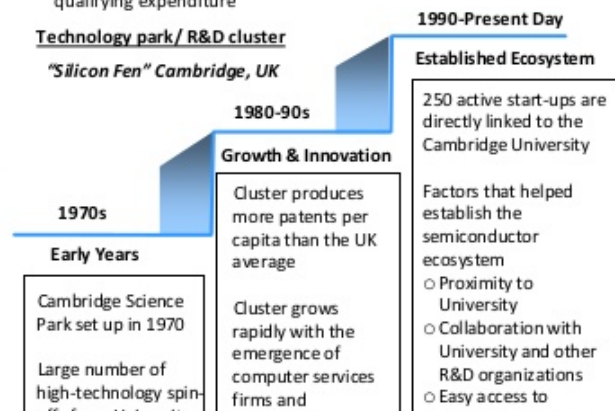 qualifying expenditure
Technology park/ R&D cluster
“Silicon Fen” Cambridge, UK
1970s
Early Years
Cambridge Science
Park set up in 1970
Large number of
high-technology spin-
1980-90s
Growth & Innovation
Cluster produces
more patents per
capita than the UK
average
Cluster grows
rapidly with the
emergence of
computer services
firms and
1990-Present Day
Established Ecosystem
250 active start-ups are
directly linked to the
Cambridge University
Factors that helped
establish the
semiconductor
ecosystem
○ Proximity to
University
○ Collaboration with
University and other
R&D organizations
○ Easy access to